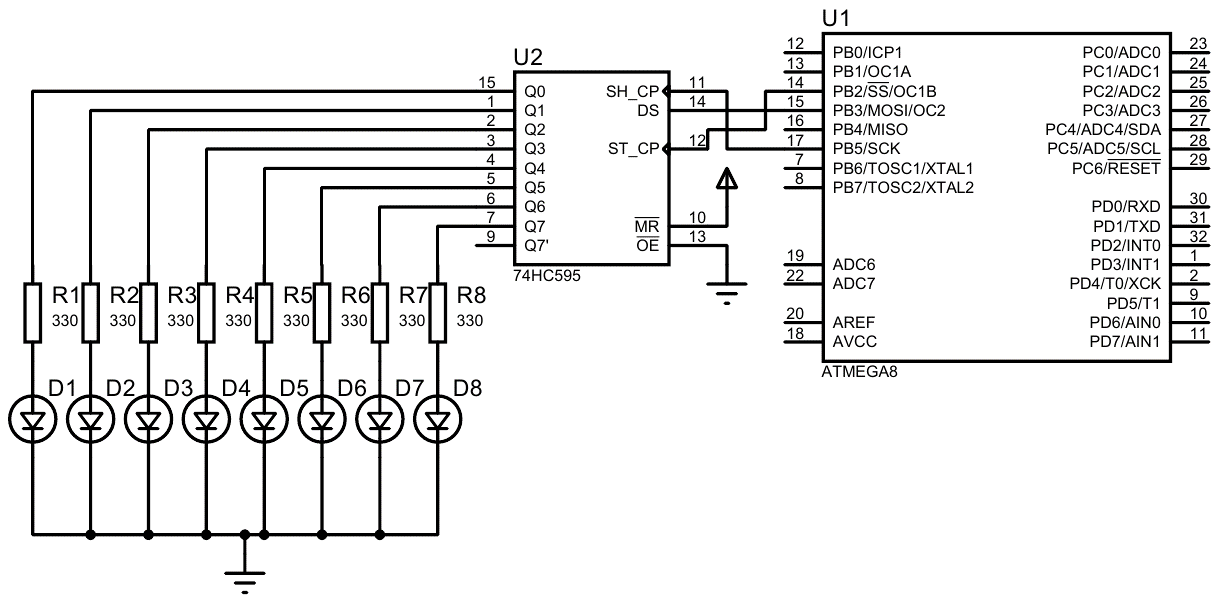 U1
U2
12 PB0/ICP1 PC0/ADC0 23
13 PB1/OC1A PC1/ADC1 24
15 Q0 SH_CP 11 14 PB2/SS/OC1B PC2/ADC2 25
1 Q1 DS 14 15 PB3/MOSI/OC2 PC3/ADC3 26
2 Q2 16 PB4/MISO PC4/ADC4/SDA 27
3 Q3 ST_CP 12 17 PB5/SCK PC5/ADC5/SCL 28
4 Q4 7 PB6/TOSC1/XTAL1 PC6/RESET 29
5 Q5 8 PB7/TOSC2/XTAL2
6 Q6 PD0/RXD 30
7 Q7 MR 10 PD1/TXD 31
9 Q7' OE 13 PD2/INT0 32
19 ADC6 PD3/INT1 1
74HC595 22 ADC7 PD4/T0/XCK 2
R1 R2 R3 R4 R5 R6 R7 R8 PD5/T1 9
330 330 330 330 330 330 330 330 20 AREF PD6/AIN0 10
18 AVCC PD7/AIN1 11
ATMEGA8
D1 D2 D3 D4 D5 D6 D7 D8